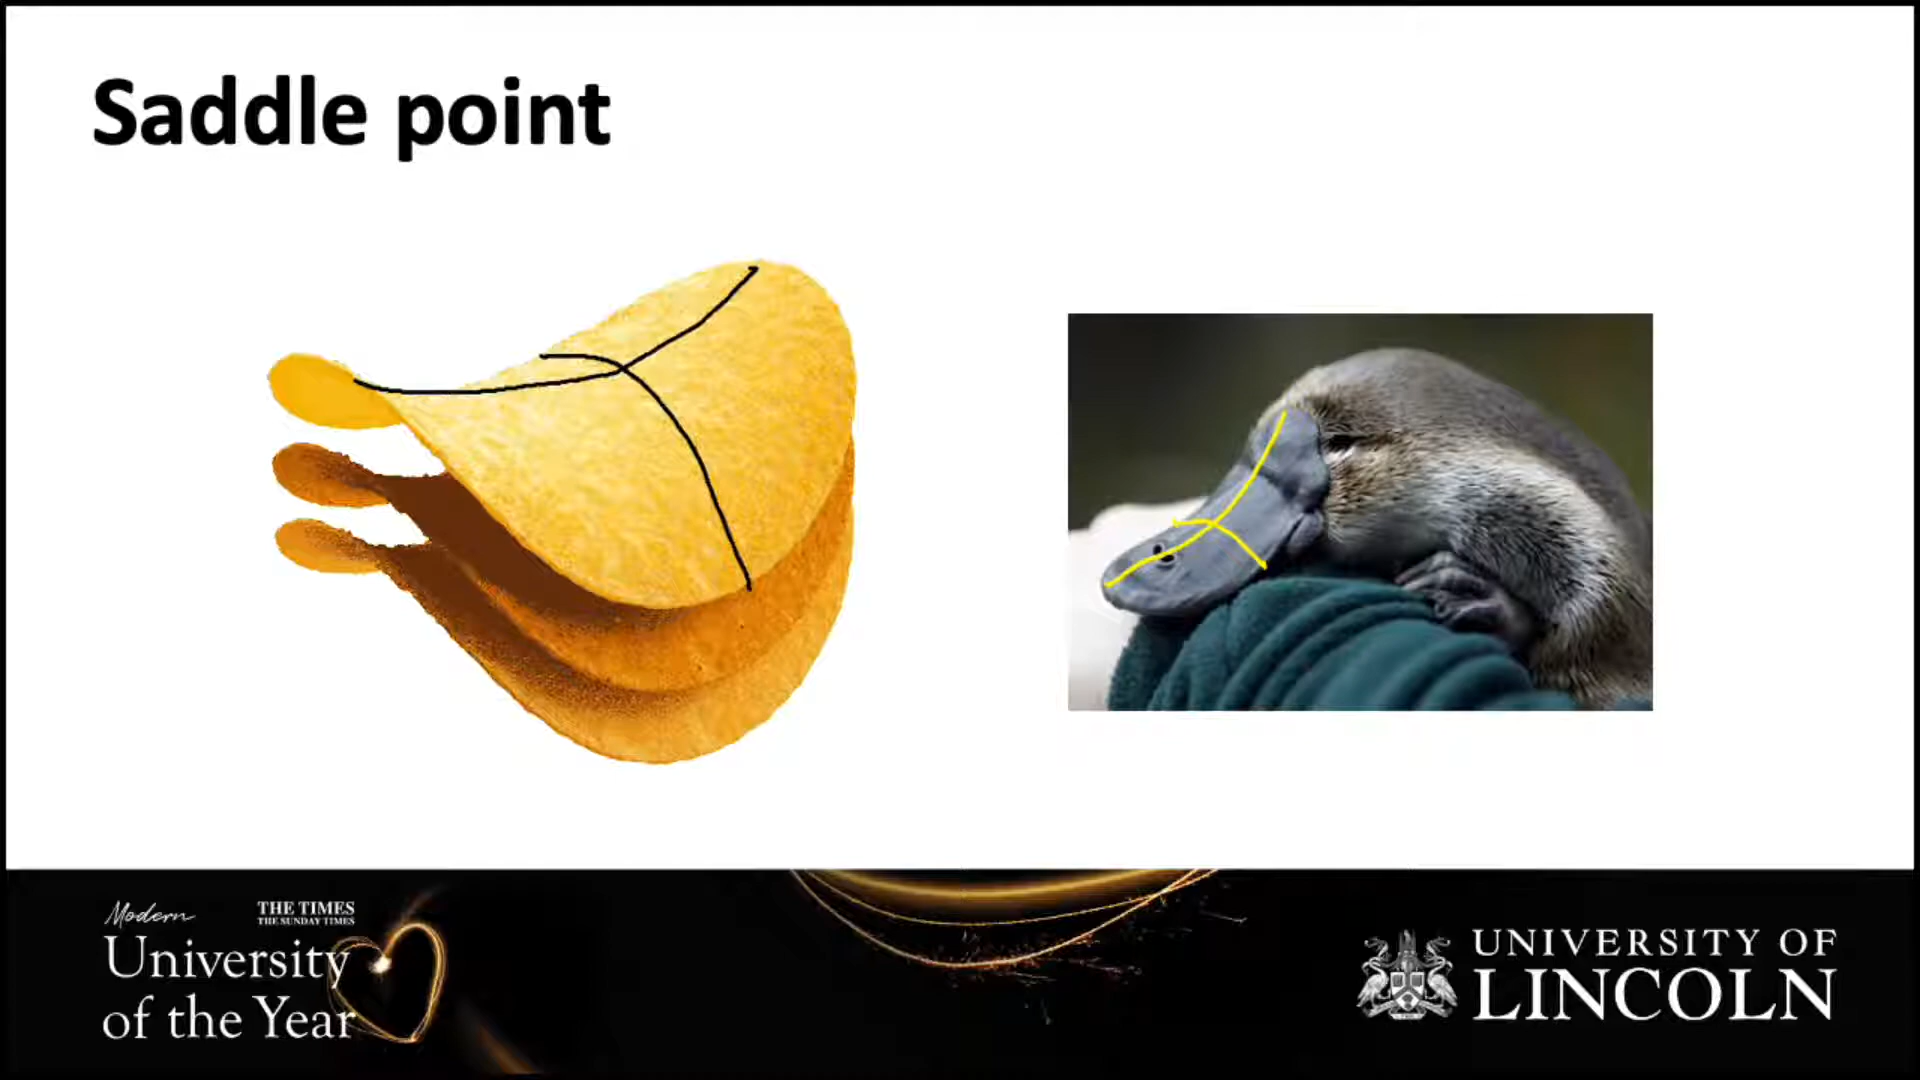 Saddle point
Modern
THE TIMES
THE SUNDAY TIMES
University
of the Year
UNIVERSITY OF
LINCOLN